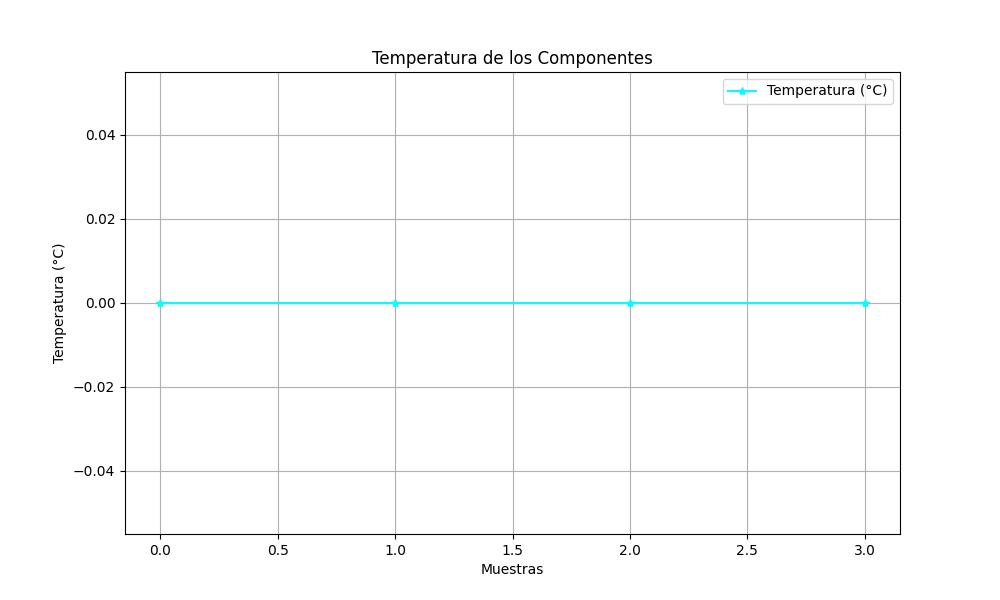 Temperatura de los Componentes
Temperatura (°C)
0.04
0.02
0.00
−0.02
−0.04
Temperatura (°C)
0.0 0.5 1.0 1.5 2.0 2.5 3.0
Muestras